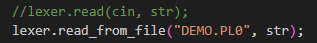 //lexer.read(cin, str);
lexer.read_from_file("DEMO.PL0", str);